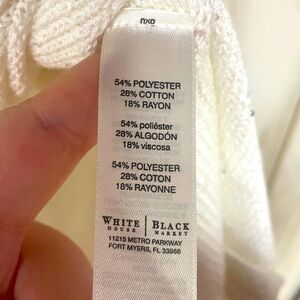 54% POLYESTER
28% COTTON
18% RAYON
54% poliéster
28% ALGODÓN
18% viscosa
54% POLYESTER
28% COTON
18% RAYONNE
WHITE | BLACK
HOUSE | MARKET
11215 METRO PARKWAY
FORT MYERS, FL 33966